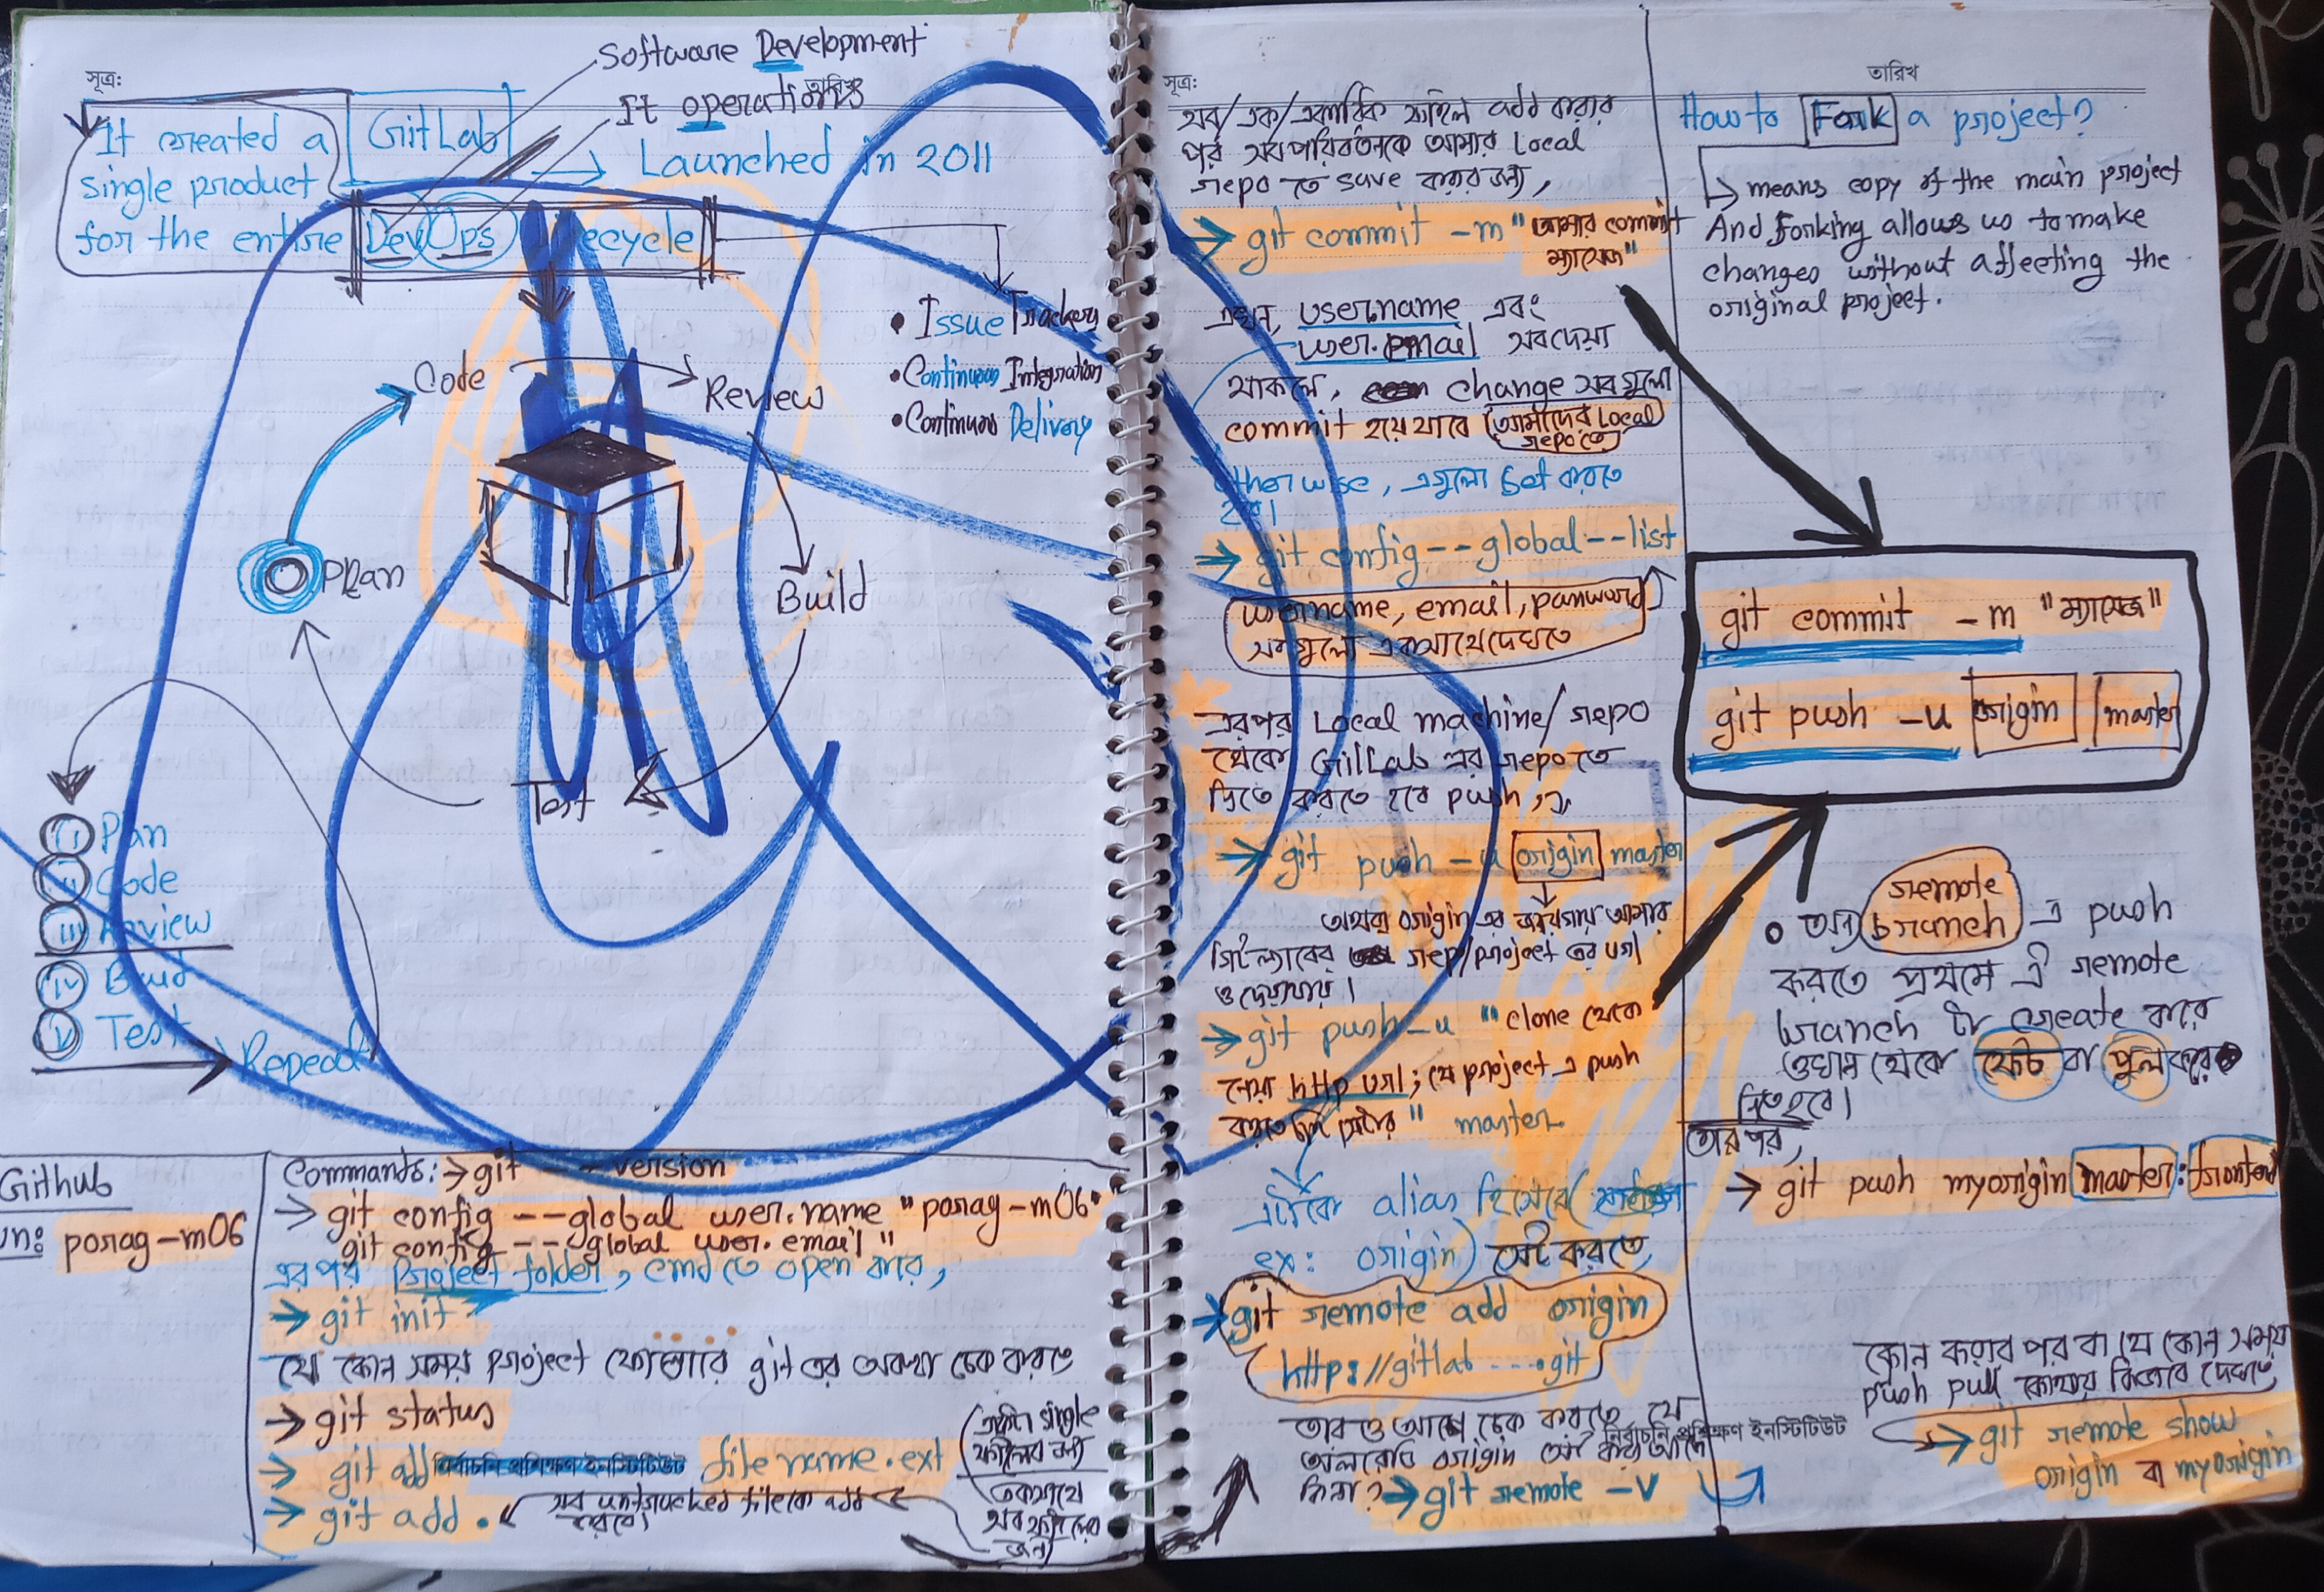 Software Development
সূত্র:
তারিখ
It operations
GitLab
→ Launched in 2011
It created a
single product
for the entire DevOps Lifecycle
• Issue Trackers
• Continuous Integration
• Continuous Delivery
Code
Review
Plan
Build
Test
i Plan
ii Code
iii Review
iv Build
v Test
Repeat
Github
un: porag-m06
Commands: → git --version
→ git config --global user.name "porag-m06"
git config --global user.email "
এরপর Project folder, cmd তে open করে,
→ git init
যে কোন সময় project ফোল্ডারে git এর অবস্থা চেক করতে
→ git status
→ git add file name.ext
নির্বাচনি প্রশিক্ষণ ইনস্টিটিউট
(একটা single
ফাইলের জন্য
→ git add .
সব untracked file কে add
করবে।
একসাথে
সব ফাইলের
জন্য
সূত্র:
সব/এক/একাধিক ফাইল add করার
পর সব পরিবর্তনকে আমার Local
repo তে save করার জন্য,
→ git commit -m "আমার commit
ম্যাসেজ"
এখন, username এবং
user.email সব দেয়া
থাকলে, change সব গুলো
commit হয়ে যাবে (আমাদের Local
repo তে)
otherwise, এগুলো set করতে
হবে।
→ git config --global --list
username, email, password
সবগুলো একসাথে দেখতে
এরপর Local machine/repo
থেকে GitLab এর repo তে
দিতে করতে হবে push,
→ git push -u origin master
অথবা origin এর জায়গায় আমার
গিটল্যাবের repo/project এর url
ও দেয়া যায়।
→ git push -u "clone থেকে
নেয়া http url; যে project এ push
করতে চাই সেটার" master
এটাকে alias হিসেবে (
ex: origin) সেট করতে,
→ git remote add origin
http://gitlab ----.git
তারও আগে চেক করতে যে
অলরেডি origin সেট করা আছে
কিনা? → git remote -v
নির্বাচনি প্রশিক্ষণ ইনস্টিটিউট
তারিখ
How to Fork a project?
↳ means copy of the main project
And Forking allows us to make
changes without affecting the
original project.
git commit -m "ম্যাসেজ"
git push -u origin master
• অন্য remote
branch এ push
করতে প্রথমে ঐ remote
branch টা create করে
ওখান থেকে ফেচ বা পুল করে
নিতে হবে।
তারপর,
→ git push myorigin master:frontend
ক্লোন করার পর বা যে কোন সময়
push pull কোথায় কিভাবে দেখতে
→ git remote show
origin বা myorigin